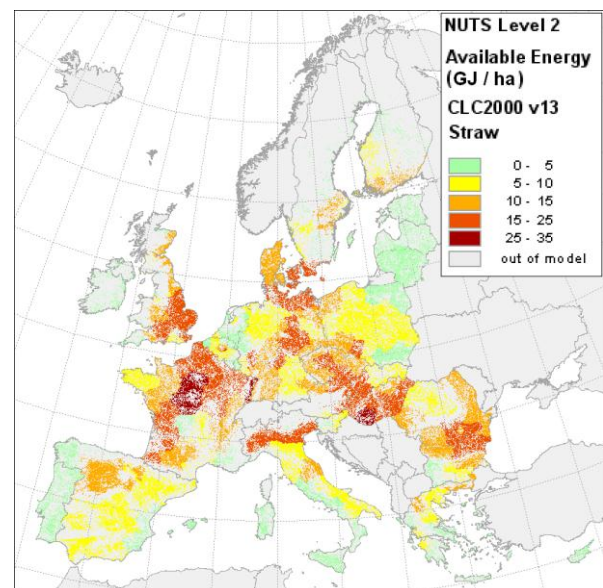 NUTS Level 2
Available Energy
(GJ / ha)
CLC2000 v13
Straw
0 - 5
5 - 10
10 - 15
15 - 25
25 - 35
out of model